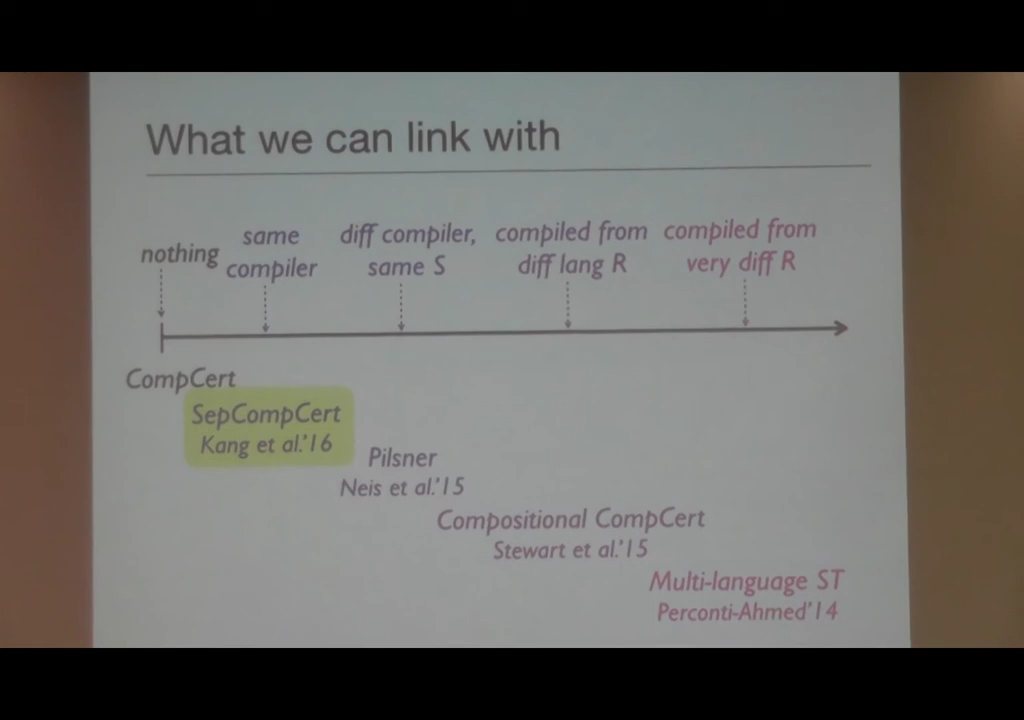 What we can link with
nothing
same
compiler
diff compiler,
same S
compiled from
diff lang R
compiled from
very diff R
CompCert
SepCompCert
Kang et al.'16
Pilsner
Neis et al.'15
Compositional CompCert
Stewart et al.'15
Multi-language ST
Perconti-Ahmed'14